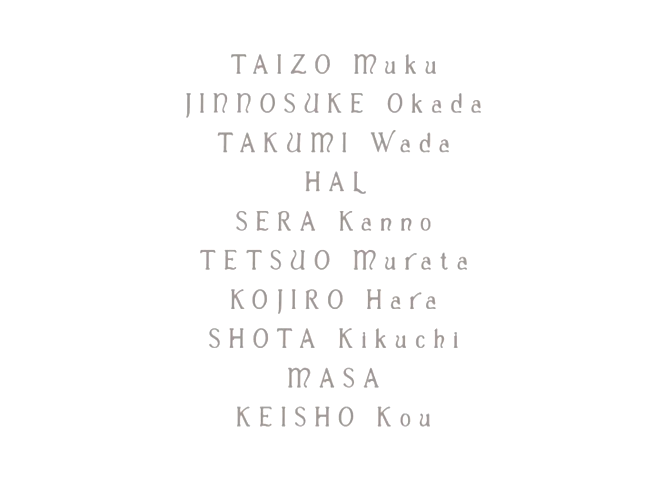 TAIZO Muku
JINNOSUKE Okada
TAKUMI Wada
HAL
SERA Kanno
TETSUO Murata
KOJIRO Hara
SHOTA Kikuchi
MASA
KEISHO Kou